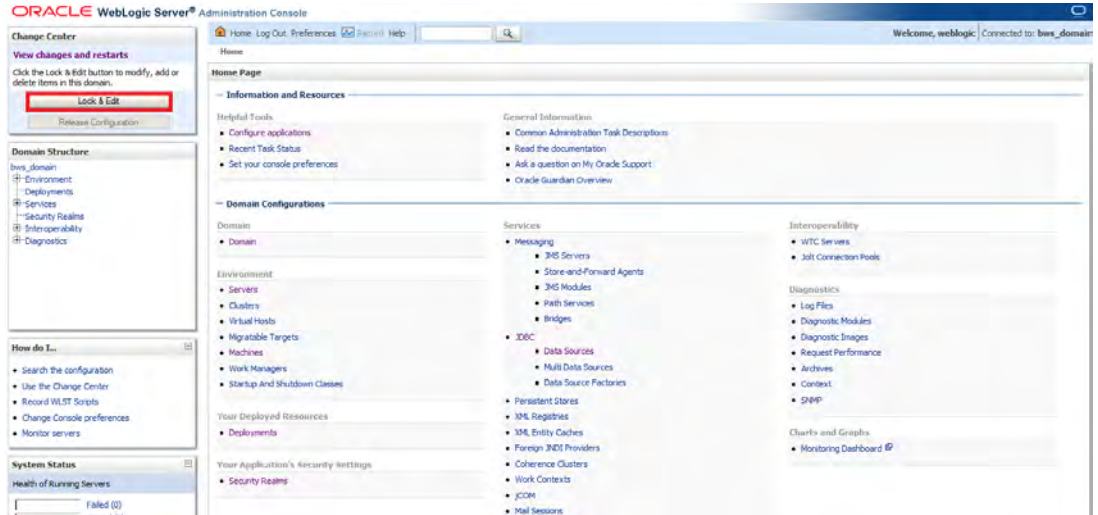 ORACLE WebLogic Server® Administration Console
Change Center
View changes and restarts
Click the Lock & Edit button to modify, add or
delete items in this domain.
Lock & Edit
Release Configuration
Domain Structure
bws_domain
Environment
Deployments
Services
Security Realms
Interoperability
Diagnostics
How do I...
Search the configuration
Use the Change Center
Record WLST Scripts
Change Console preferences
Monitor servers
System Status
Health of Running Servers
Failed (0)
Home Log Out Preferences Record Help
Welcome, weblogic Connected to: bws_domain
Home
Home Page
Information and Resources
Helpful Tools
Configure applications
Recent Task Status
Set your console preferences
General Information
Common Administration Task Descriptions
Read the documentation
Ask a question on My Oracle Support
Oracle Guardian Overview
Domain Configurations
Domain
Domain
Environment
Servers
Clusters
Virtual Hosts
Migratable Targets
Machines
Work Managers
Startup And Shutdown Classes
Your Deployed Resources
Deployments
Your Application's Security Settings
Security Realms
Services
Messaging
JMS Servers
Store-and-Forward Agents
JMS Modules
Path Services
Bridges
JDBC
Data Sources
Multi Data Sources
Data Source Factories
Persistent Stores
XML Registries
XML Entity Caches
Foreign JNDI Providers
Coherence Clusters
Work Contexts
jCOM
Mail Sessions
Interoperability
WTC Servers
Jolt Connection Pools
Diagnostics
Log Files
Diagnostic Modules
Diagnostic Images
Request Performance
Archives
Context
SNMP
Charts and Graphs
Monitoring Dashboard